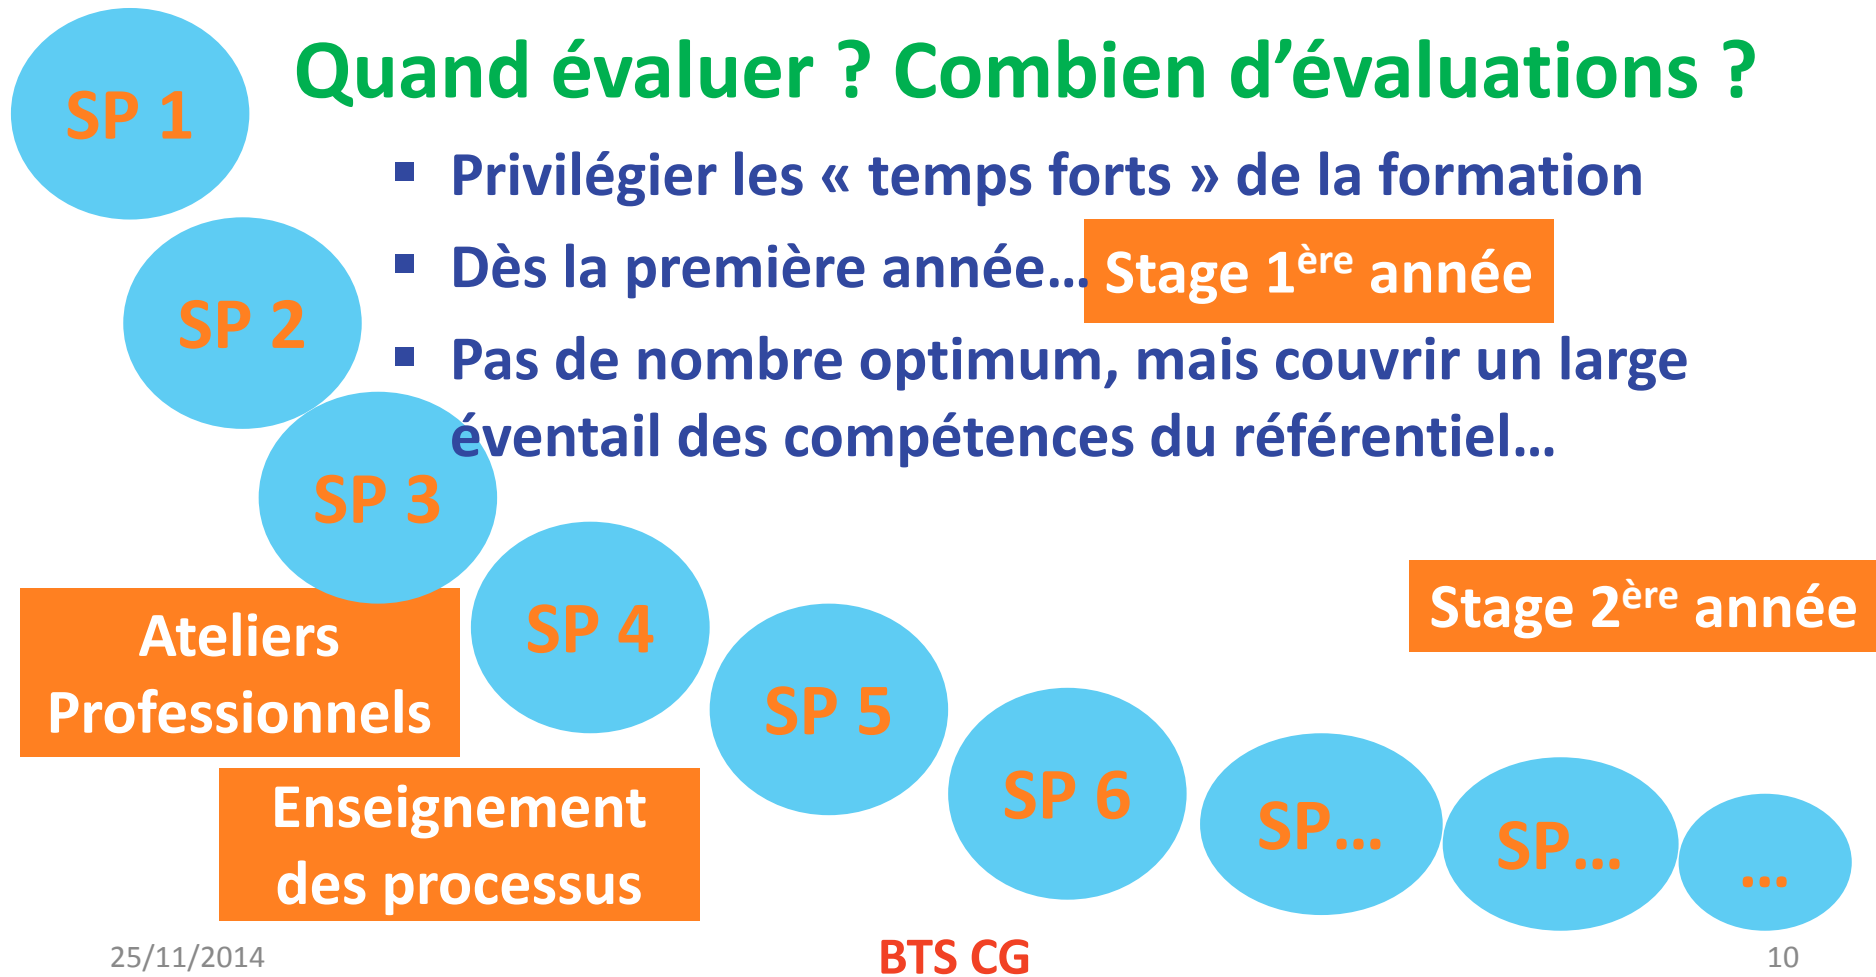 SP 1
Quand évaluer ? Combien d’évaluations ?
▪ Privilégier les « temps forts » de la formation
▪ Dès la première année…
Stage 1ère année
SP 2
▪ Pas de nombre optimum, mais couvrir un large
éventail des compétences du référentiel…
SP 3
Ateliers
Professionnels
SP 4
Stage 2ère année
SP 5
Enseignement
des processus
SP 6
SP…
SP…
…
25/11/2014
BTS CG
10